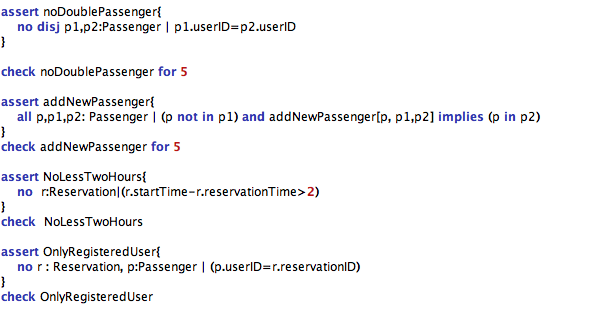 assert noDoublePassenger{
no disj p1,p2:Passenger | p1.userID=p2.userID
}
check noDoublePassenger for 5
assert addNewPassenger{
all p,p1,p2: Passenger | (p not in p1) and addNewPassenger[p, p1,p2] implies (p in p2)
}
check addNewPassenger for 5
assert NoLessTwoHours{
no r:Reservation|(r.startTime-r.reservationTime>2)
}
check NoLessTwoHours
assert OnlyRegisteredUser{
no r : Reservation, p:Passenger | (p.userID=r.reservationID)
}
check OnlyRegisteredUser